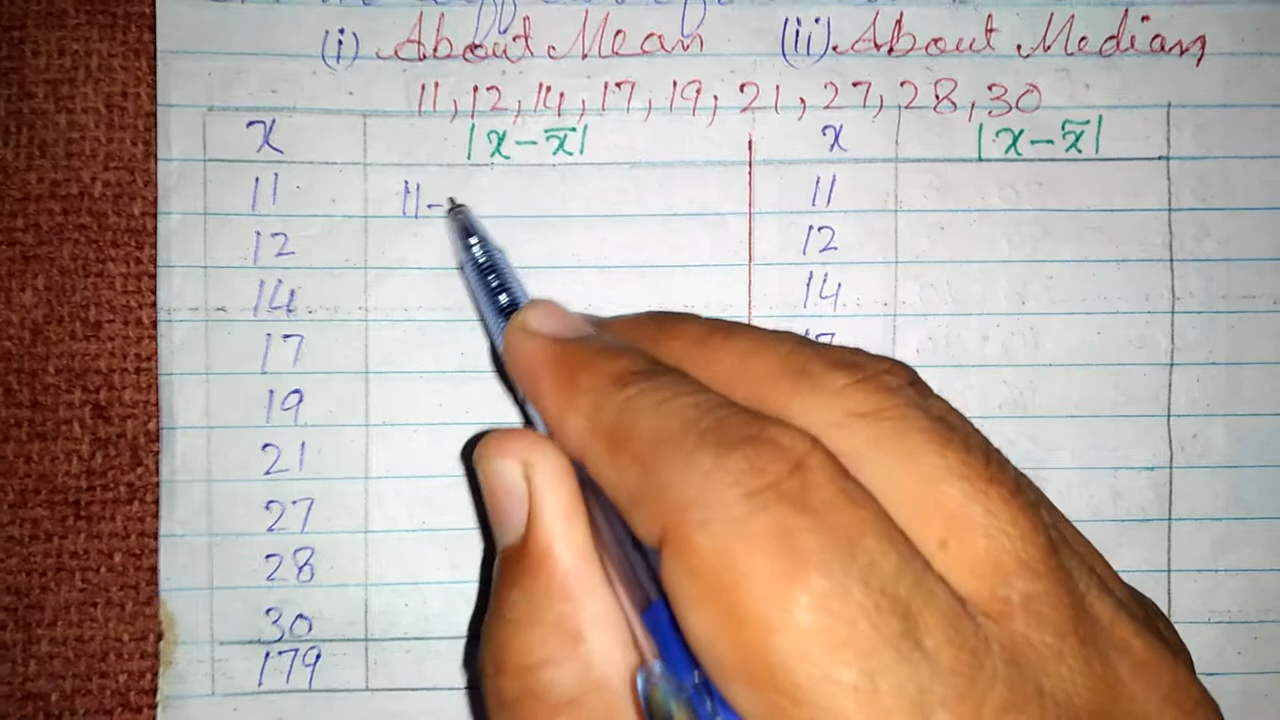 (i) About Mean (ii) About Median
11, 12, 14, 17, 19, 21, 27, 28, 30
x |x-x̄| x |x-x̄|
11 11- 11
12 12
14 14
17 17
19
21
27
28
30
179